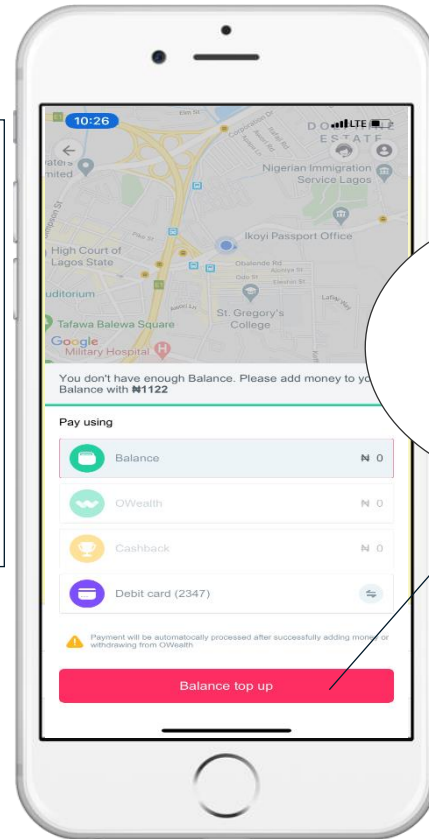 10:26
LTE
ESTATE
Nigerian Immigration
Service Lagos
Ikoyi Passport Office
High Court of
Lagos State
Tafawa Balewa Square
St. Gregory's
College
Google
Military Hospital
You don't have enough Balance. Please add money to yo
Balance with ₦1122
Pay using
Balance ₦ 0
OWealth ₦ 0
Cashback ₦ 0
Debit card (2347)
Payment will be automatocally processed after successfully adding money or
withdrawing from OWealth
Balance top up